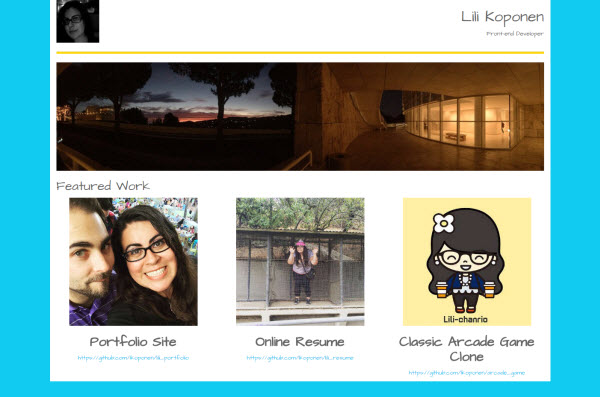 Lili Koponen
Front-end Developer
Featured Work
Lili-chanrio
Portfolio Site
Online Resume
Classic Arcade Game
Clone
https://github.com/lkoponen/lili_portfolio
https://github.com/lkoponen/lili_resume
https://github.com/lkoponen/arcade_game